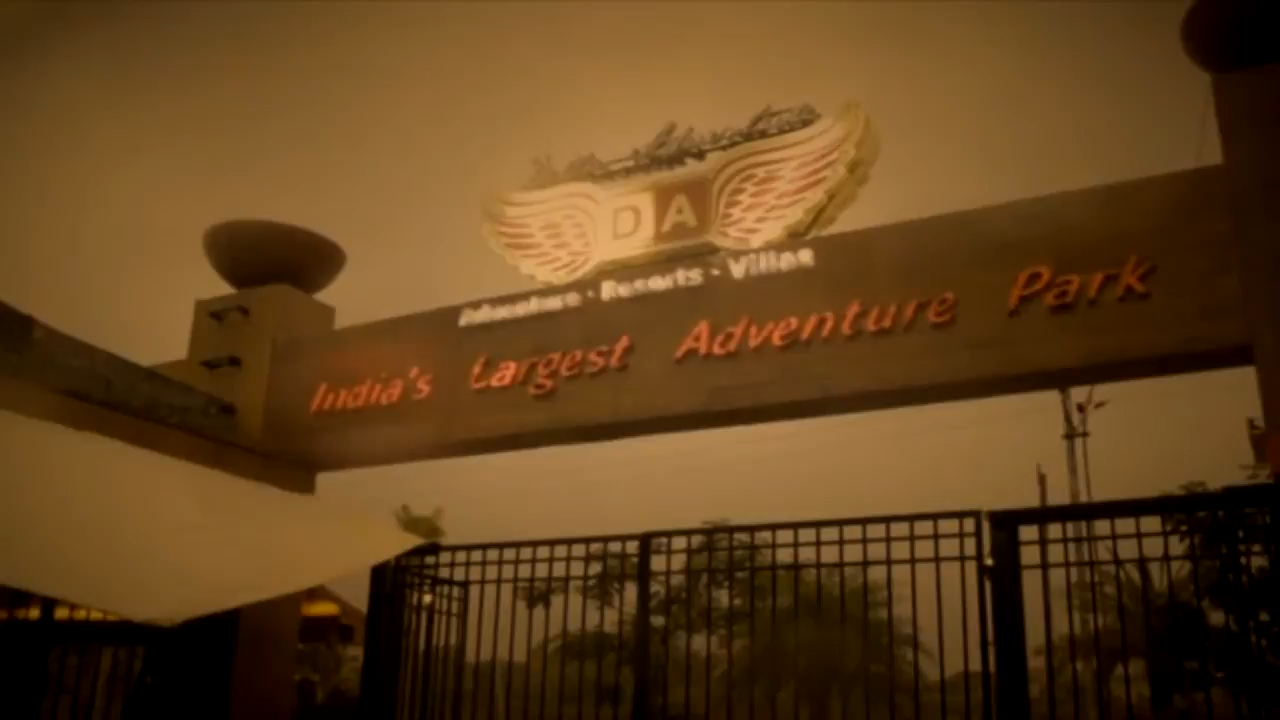 DA
Adventure · Resorts · Villas
India's Largest Adventure Park